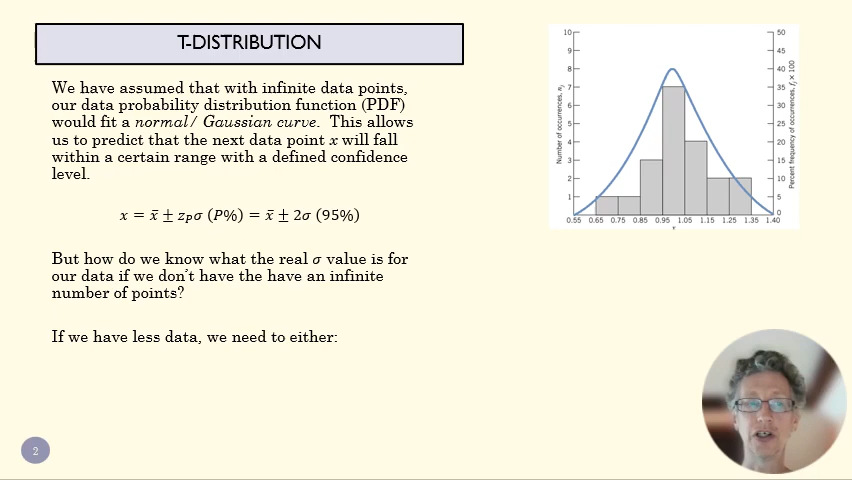 T-DISTRIBUTION
We have assumed that with infinite data points,
our data probability distribution function (PDF)
would fit a normal/ Gaussian curve. This allows
us to predict that the next data point x will fall
within a certain range with a defined confidence
level.
x = x̄ ± z_P σ (P%) = x̄ ± 2σ (95%)
But how do we know what the real σ value is for
our data if we don't have the have an infinite
number of points?
If we have less data, we need to either:
2
Number of occurrences, n_j
10
9
8
7
6
5
4
3
2
1
0.55 0.65 0.75 0.85 0.95 1.05 1.15 1.25 1.35 1.40
50
45
40
35
30
25
20
15
10
5
0
Percent frequency of occurrences, f_j × 100